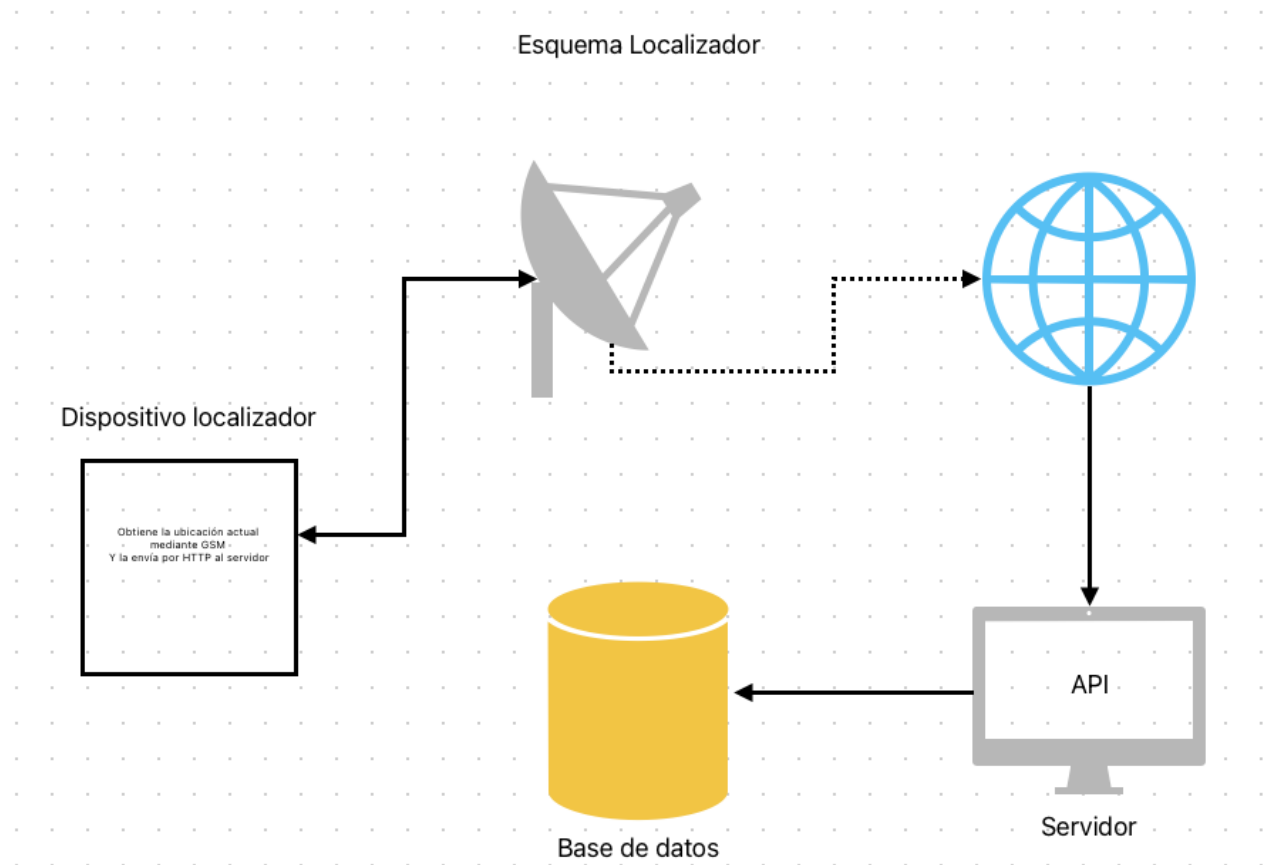 Esquema Localizador
Dispositivo localizador
Obtiene la ubicación actual
mediante GSM
Y la envía por HTTP al servidor
API
Servidor
Base de datos